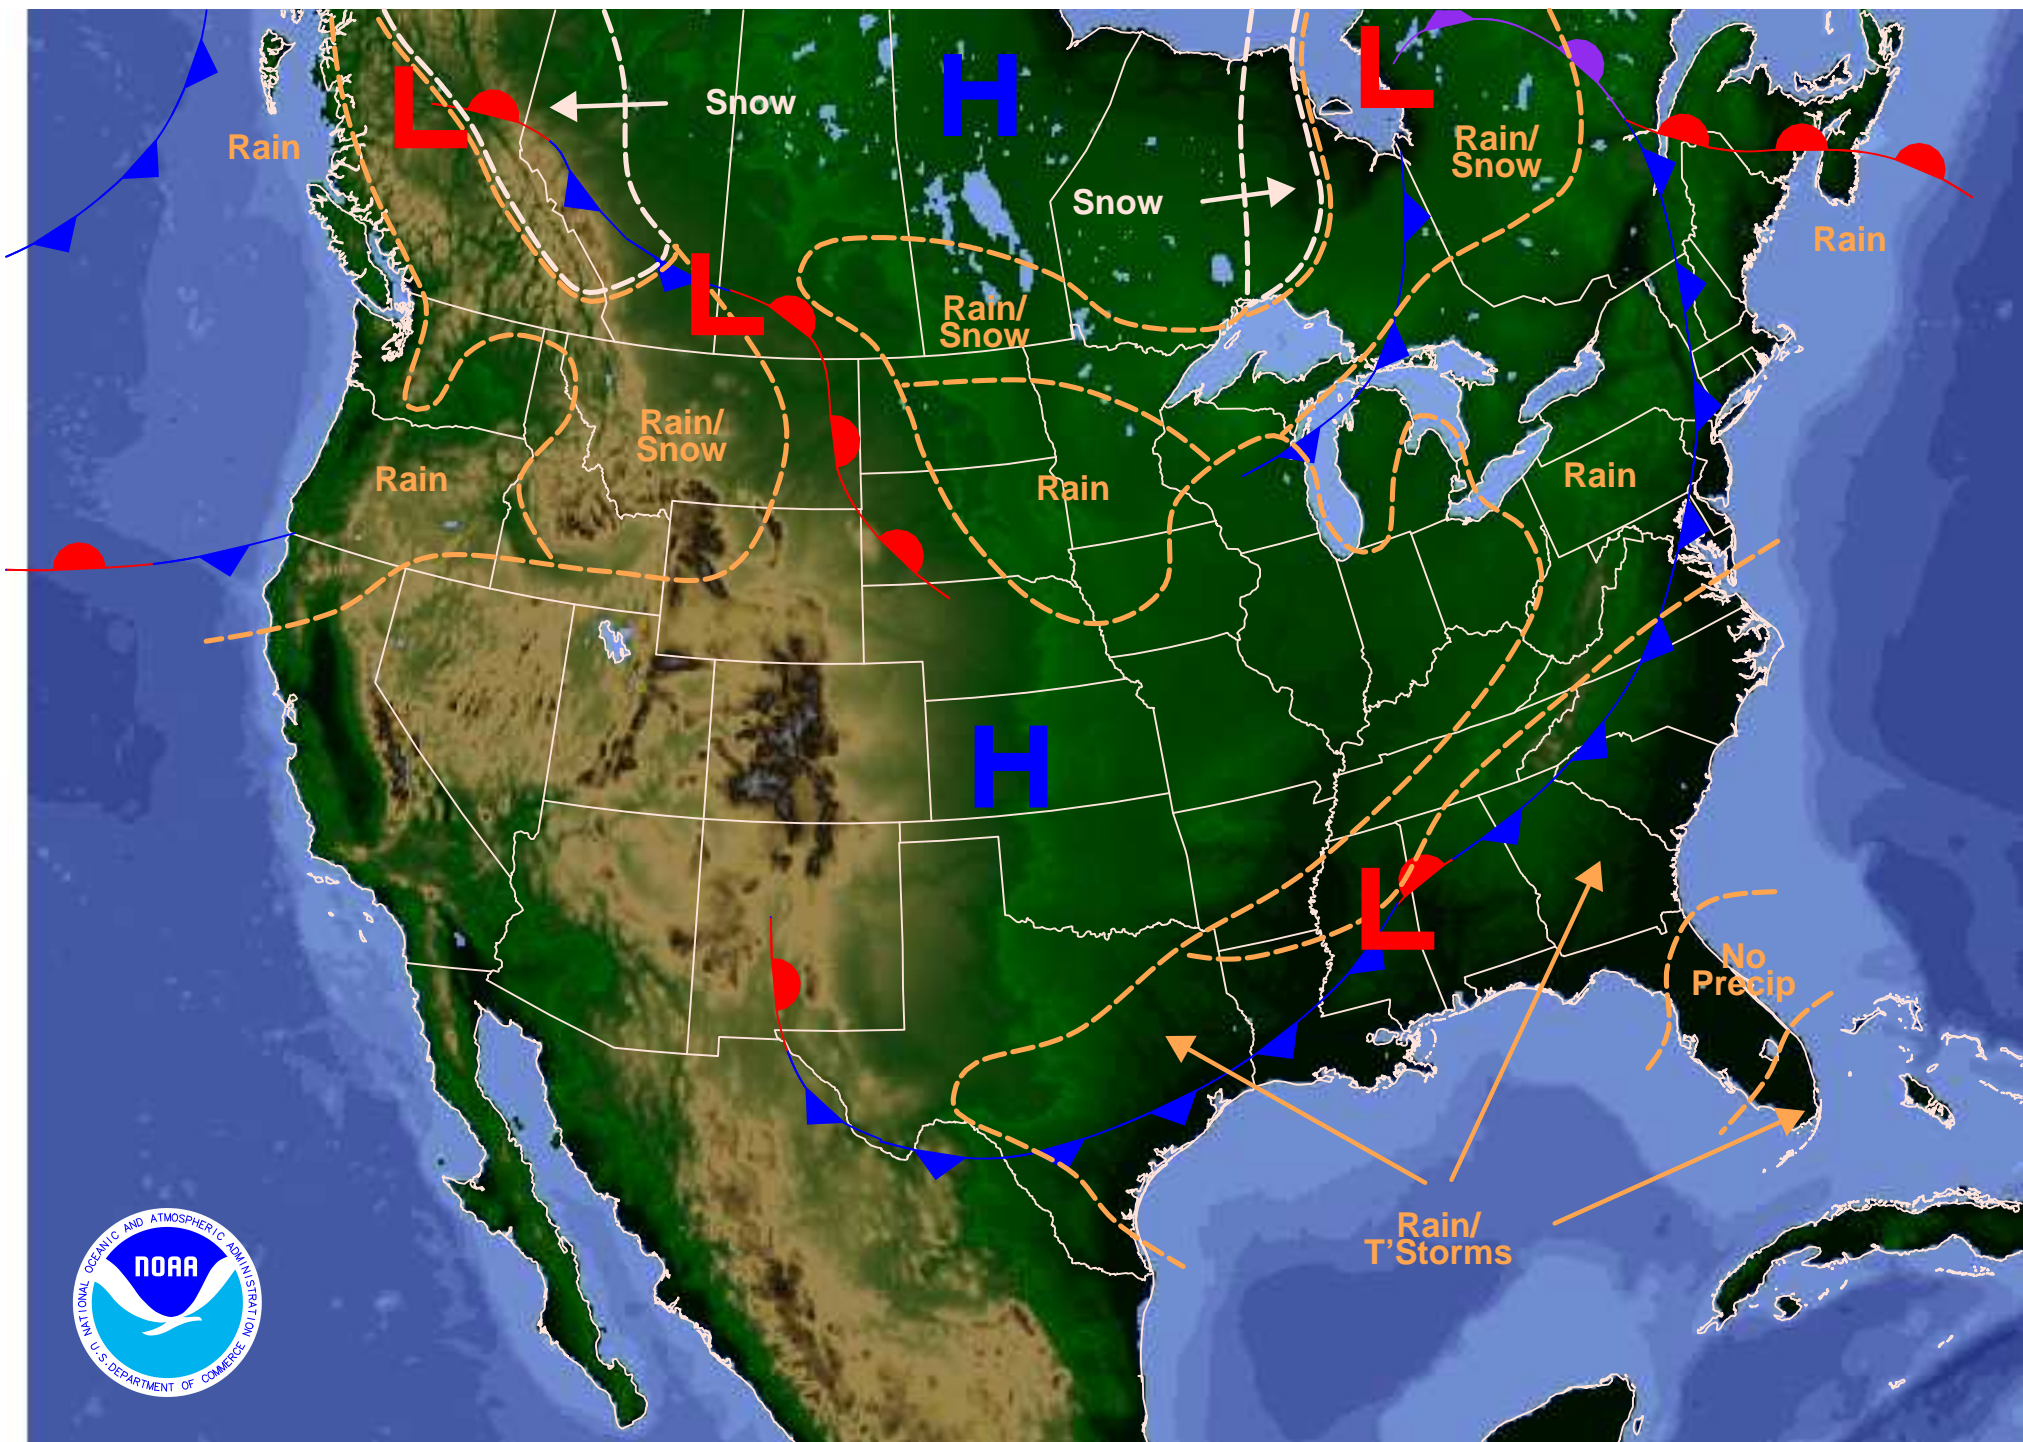 L
Snow
H
L
Rain
Rain/
Snow
Snow
Rain
L
Rain/
Snow
Rain/
Snow
Rain
Rain
Rain
H
L
No
Precip
Rain/
T'Storms
NATIONAL OCEANIC AND ATMOSPHERIC ADMINISTRATION
NOAA
U.S. DEPARTMENT OF COMMERCE